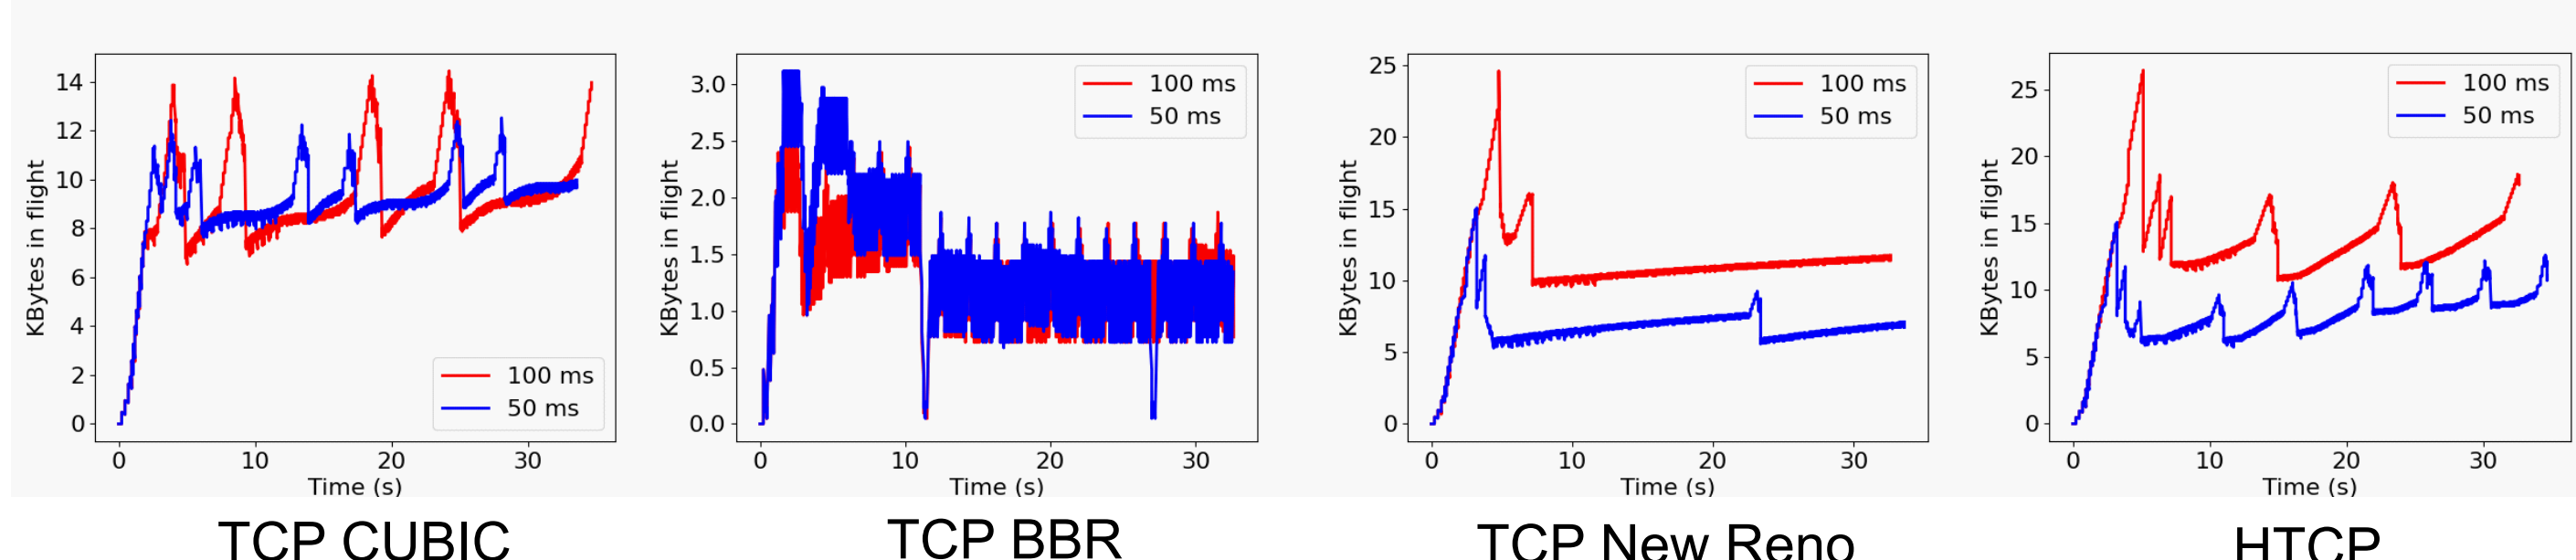 KBytes in flight
14
12
10
8
6
4
2
0
100 ms
50 ms
0 10 20 30
Time (s)
TCP CUBIC
KBytes in flight
3.0
2.5
2.0
1.5
1.0
0.5
0.0
100 ms
50 ms
0 10 20 30
Time (s)
TCP BBR
KBytes in flight
25
20
15
10
5
0
100 ms
50 ms
0 10 20 30
Time (s)
TCP New Reno
KBytes in flight
25
20
15
10
5
0
100 ms
50 ms
0 10 20 30
Time (s)
HTCP